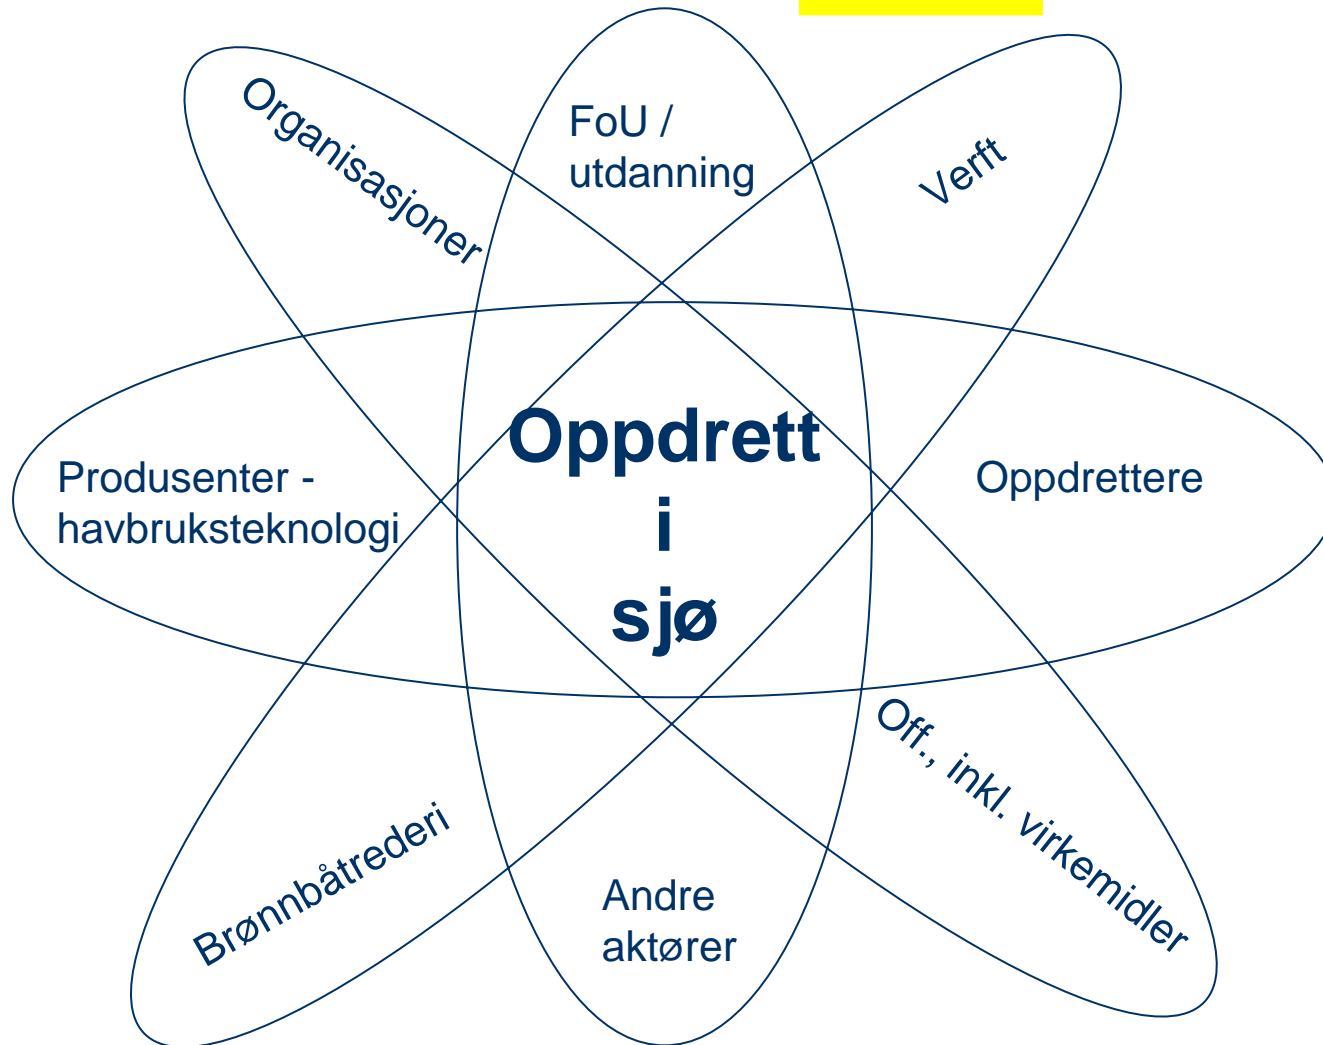 FoU /
utdanning
Verft
Organisasjoner
Oppdrett
i
sjø
Produsenter -
havbruksteknologi
Oppdrettere
Off., inkl. virkemidler
Brønnbåtrederi
Andre
aktører